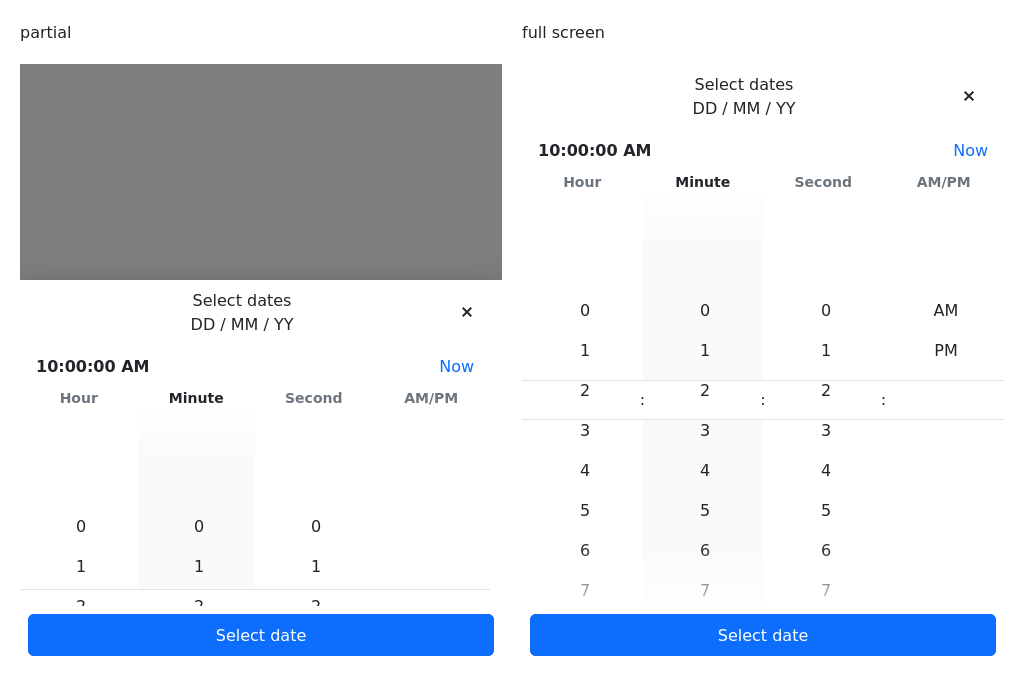 partial
Select dates
DD / MM / YY
×
10:00:00 AM Now
Hour Minute Second AM/PM
0 0 0
1 1 1
2 2 2
Select date
full screen
Select dates
DD / MM / YY
×
10:00:00 AM Now
Hour Minute Second AM/PM
0 0 0 AM
1 1 1 PM
2 : 2 : 2 :
3 3 3
4 4 4
5 5 5
6 6 6
7 7 7
Select date